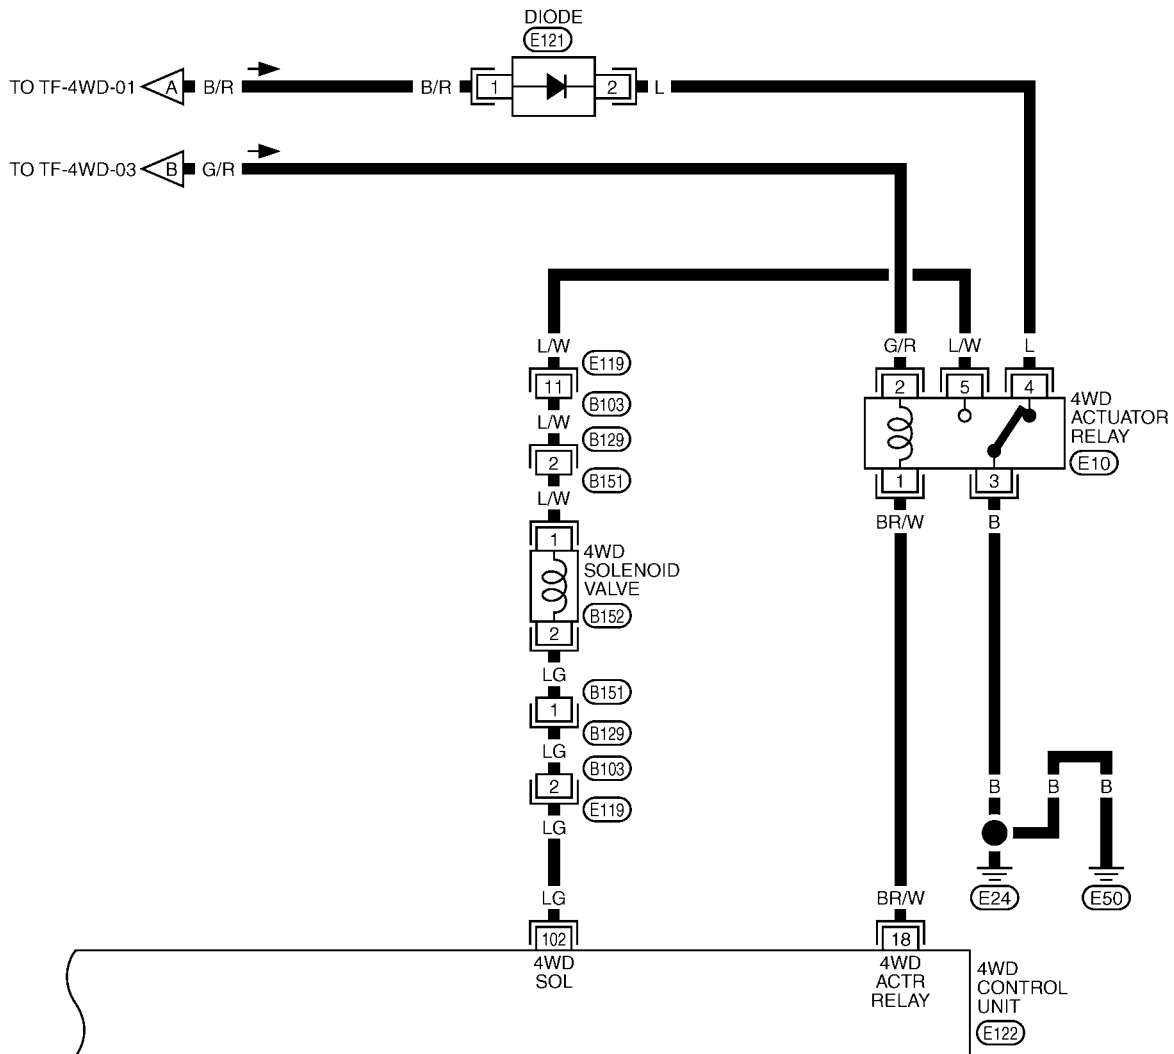 DIODE
E121
TO TF-4WD-01 A B/R B/R 1 2 L
TO TF-4WD-03 B G/R
L/W G/R L/W L
E119
11 2 5 4
B103
4WD
ACTUATOR
RELAY
E10
L/W
B129
2
B151
1 3
L/W
BR/W B
1
4WD
SOLENOID
VALVE
B152
2
LG
B151
1
B129
LG
B103
2
E119
LG
B B B
LG BR/W E24 E50
102 18
4WD
SOL
4WD
ACTR
RELAY
4WD
CONTROL
UNIT
E122